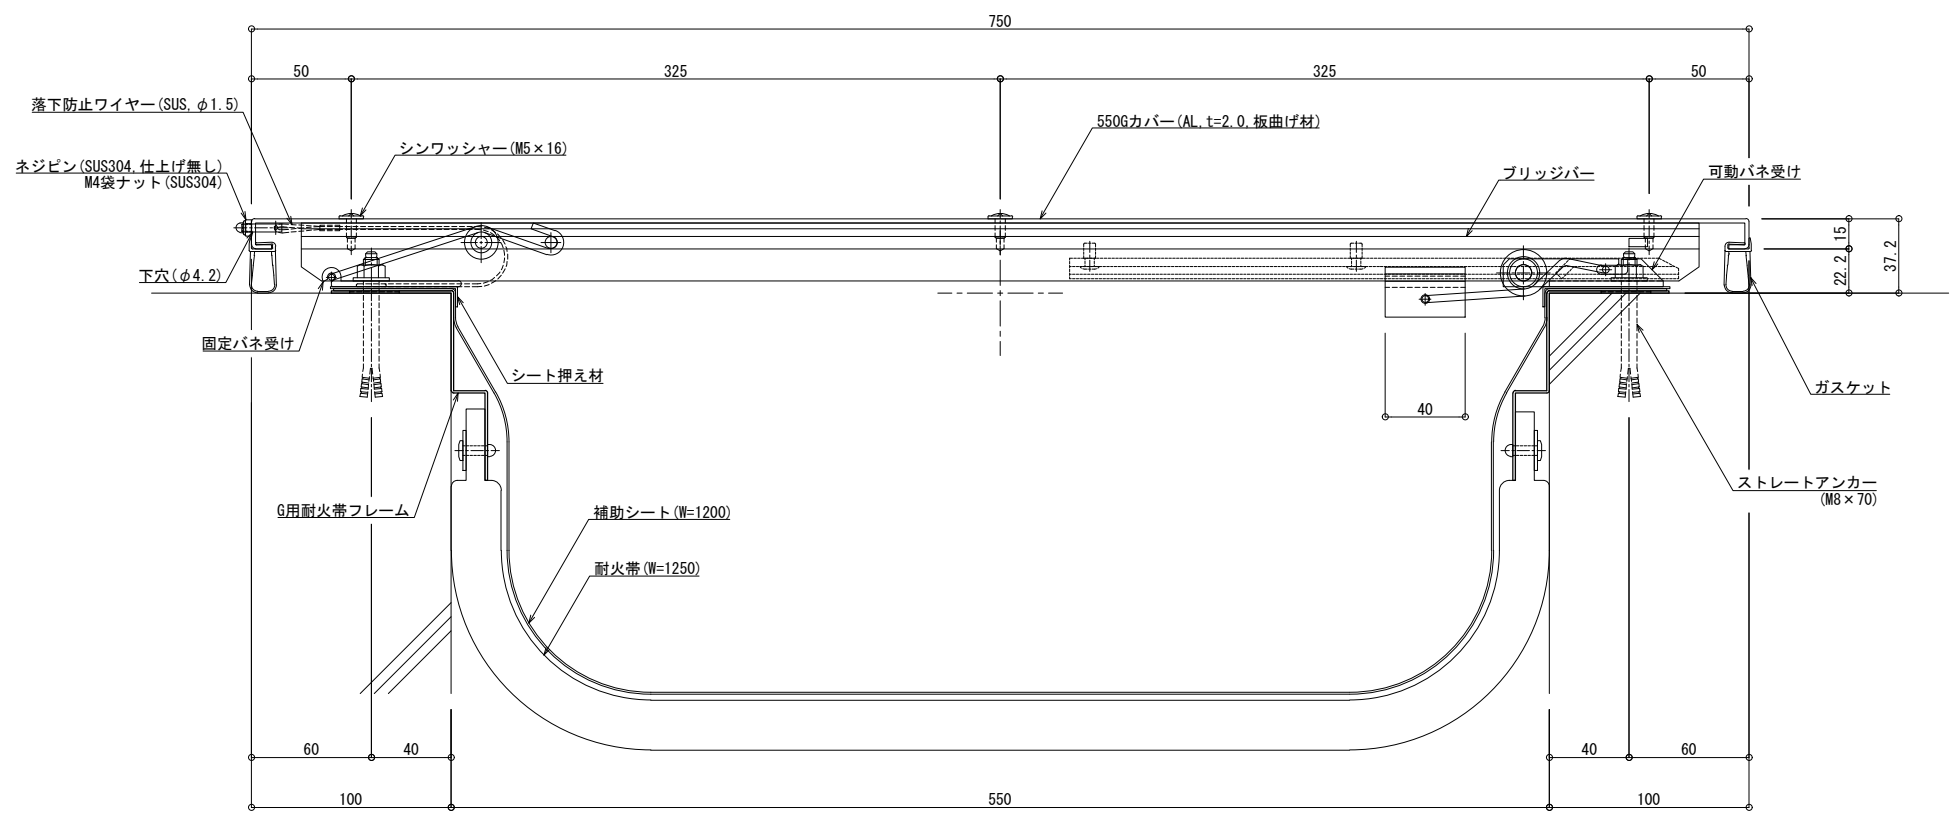 750
50
325
325
50
落下防止ワイヤー(SUS,φ1.5)
550Gカバー(AL,t=2.0,板曲げ材)
シンワッシャー(M5×16)
ネジピン(SUS304,仕上げ無し)
M4袋ナット(SUS304)
ブリッジバー
可動バネ受け
15
22.2
37.2
下穴(φ4.2)
固定バネ受け
シート押え材
ガスケット
40
ストレートアンカー
(M8×70)
G用耐火帯フレーム
補助シート(W=1200)
耐火帯(W=1250)
60
40
40
60
100
550
100